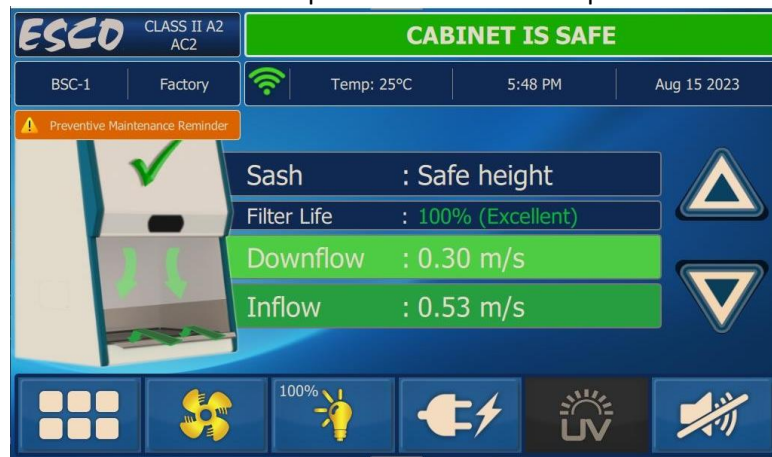 ESCO
CLASS II A2
AC2
CABINET IS SAFE
BSC-1
Factory
Temp: 25°C
5:48 PM
Aug 15 2023
Preventive Maintenance Reminder
Sash : Safe height
Filter Life : 100% (Excellent)
Downflow : 0.30 m/s
Inflow : 0.53 m/s
100%
UV